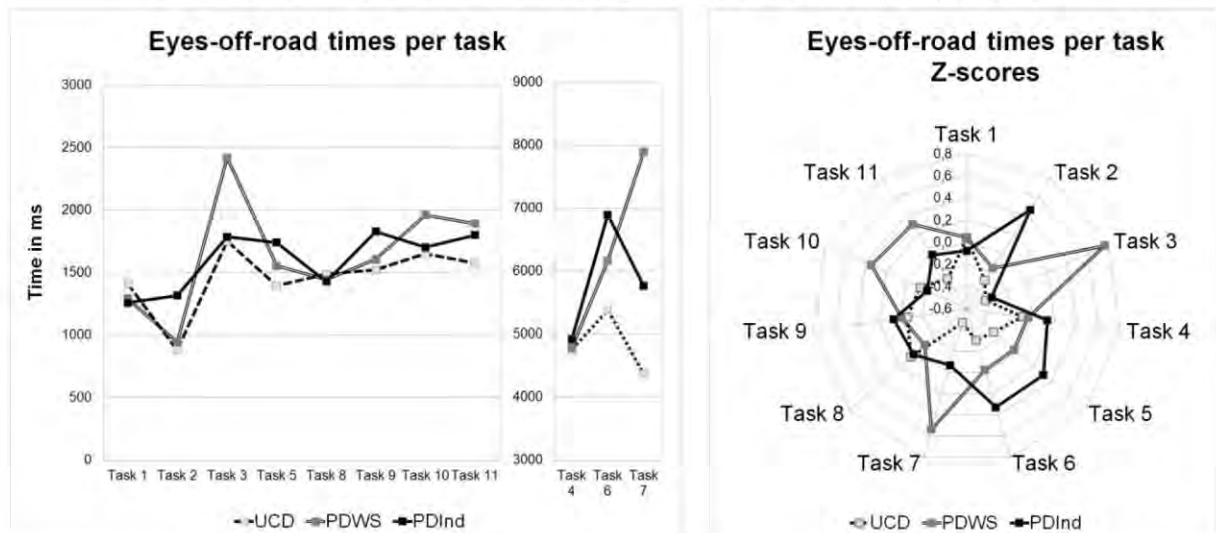 Eyes-off-road times per task
3000
2500
2000
1500
1000
500
0
Time in ms
Task 1 Task 2 Task 3 Task 5 Task 8 Task 9 Task 10 Task 11
9000
8000
7000
6000
5000
4000
3000
Task 4 Task 6 Task 7
UCD PDWS PDInd
Eyes-off-road times per task
Z-scores
Task 1
Task 2
Task 3
Task 4
Task 5
Task 6
Task 7
Task 8
Task 9
Task 10
Task 11
0,8
0,6
0,4
0,2
0,0
0,2
0,4
-0,6
UCD PDWS PDInd